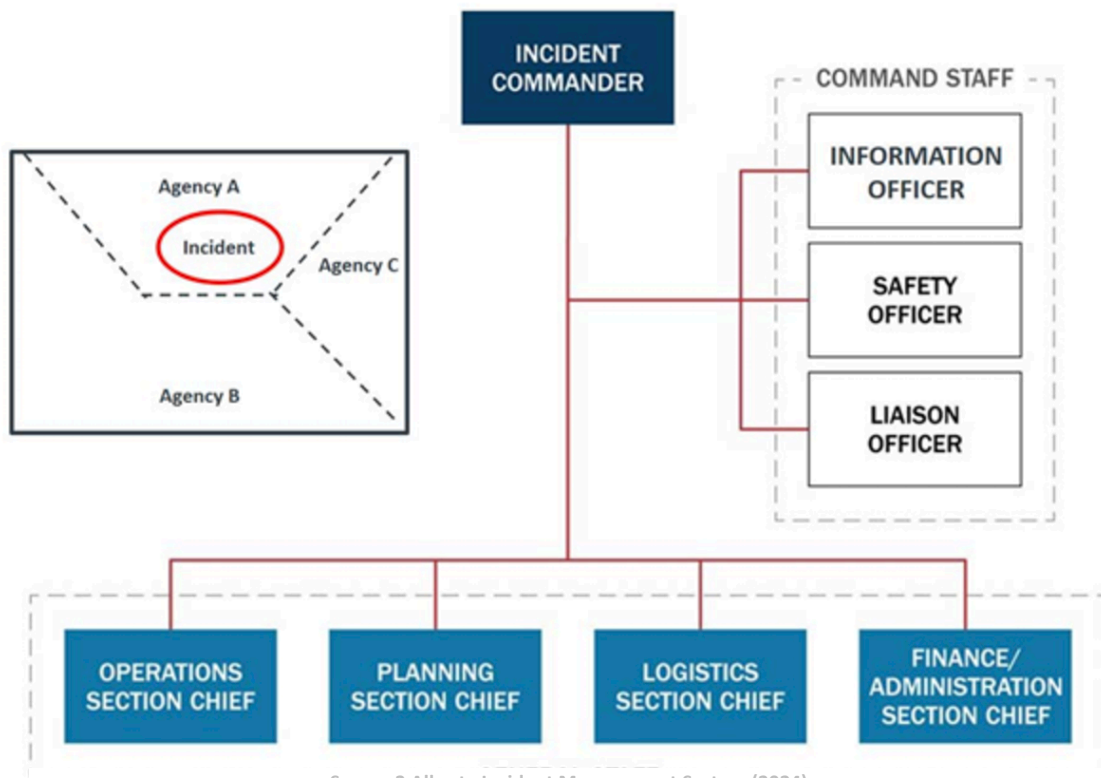 INCIDENT
COMMANDER
COMMAND STAFF
INFORMATION
OFFICER
SAFETY
OFFICER
LIAISON
OFFICER
Agency A
Incident
Agency C
Agency B
OPERATIONS
SECTION CHIEF
PLANNING
SECTION CHIEF
LOGISTICS
SECTION CHIEF
FINANCE/
ADMINISTRATION
SECTION CHIEF